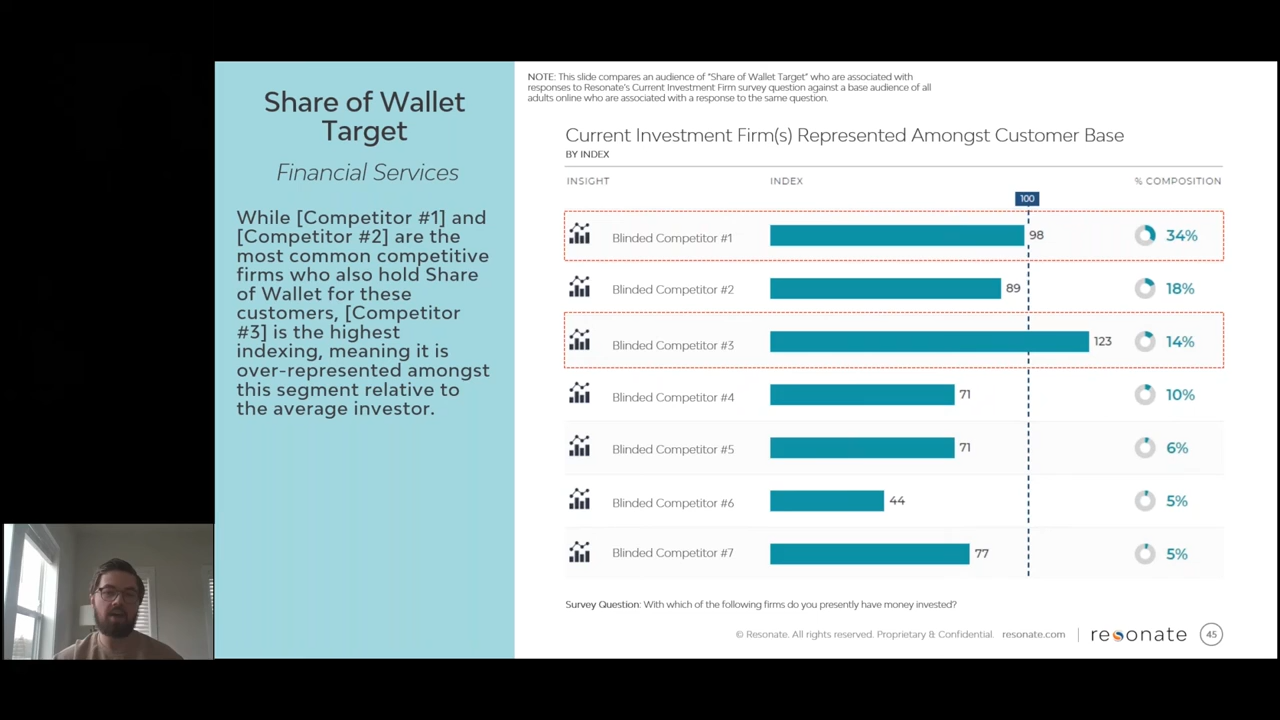 Share of Wallet
Target
Financial Services
While [Competitor #1] and
[Competitor #2] are the
most common competitive
firms who also hold Share
of Wallet for these
customers, [Competitor
#3] is the highest
indexing, meaning it is
over-represented amongst
this segment relative to
the average investor.
NOTE: This slide compares an audience of "Share of Wallet Target" who are associated with
responses to Resonate's Current Investment Firm survey question against a base audience of all
adults online who are associated with a response to the same question.
Current Investment Firm(s) Represented Amongst Customer Base
BY INDEX
INSIGHT INDEX % COMPOSITION
100
Blinded Competitor #1 98 34%
Blinded Competitor #2 89 18%
Blinded Competitor #3 123 14%
Blinded Competitor #4 71 10%
Blinded Competitor #5 71 6%
Blinded Competitor #6 44 5%
Blinded Competitor #7 77 5%
Survey Question: With which of the following firms do you presently have money invested?
© Resonate. All rights reserved. Proprietary & Confidential resonate.com | resonate 45